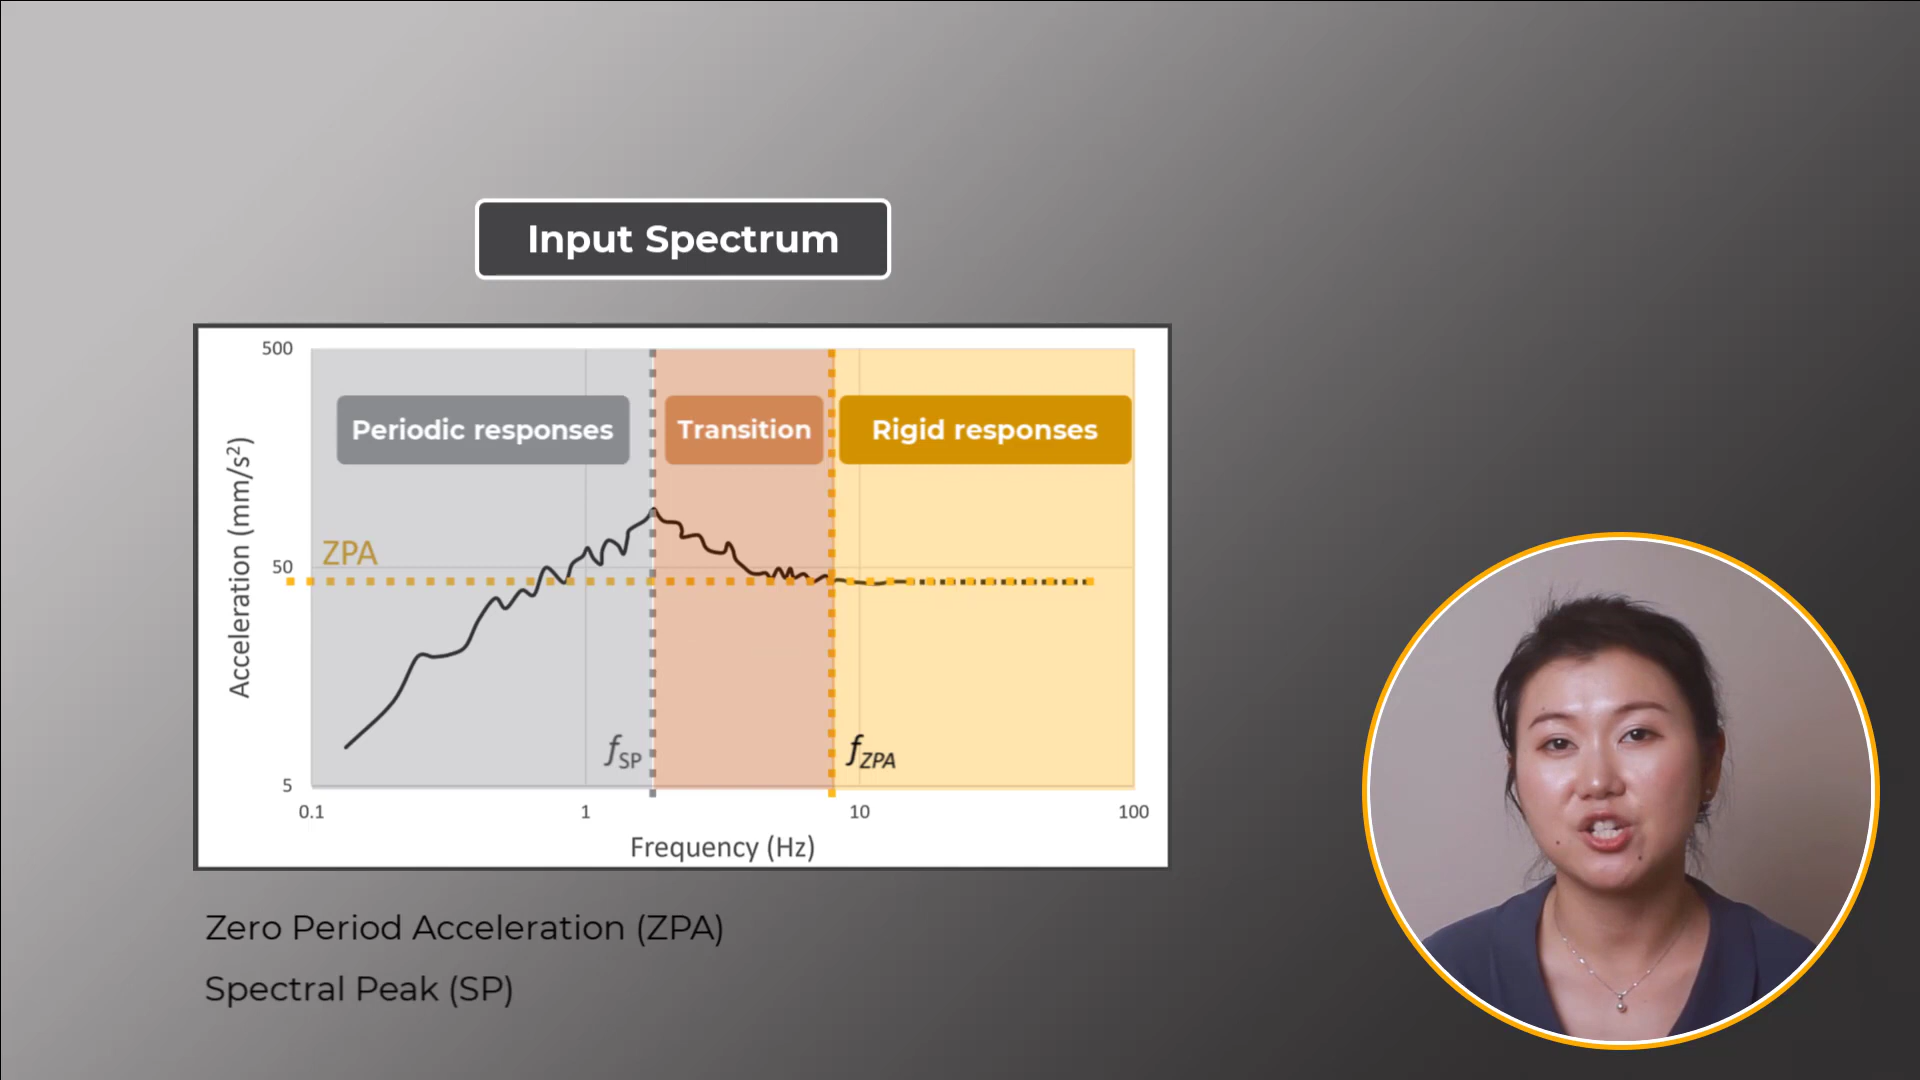 Input Spectrum
500
Periodic responses
Transition
Rigid responses
Acceleration (mm/s²)
ZPA
50
fSP
fZPA
5
0.1
1
10
100
Frequency (Hz)
Zero Period Acceleration (ZPA)
Spectral Peak (SP)